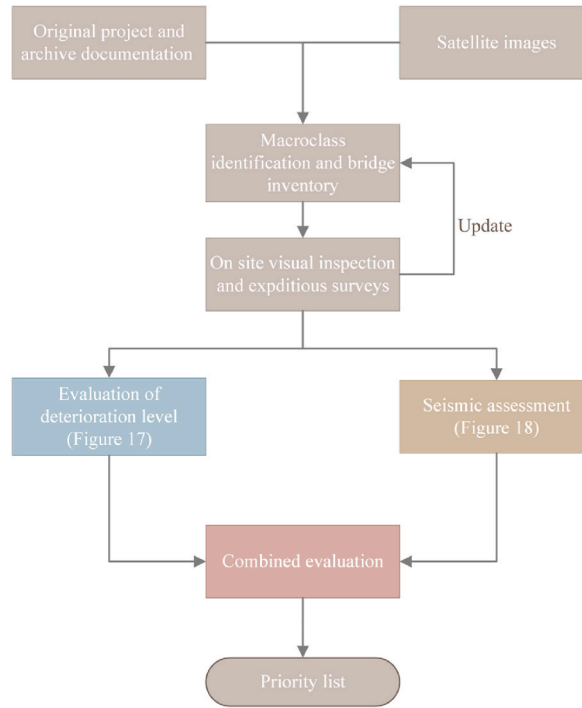 Original project and
archive documentation
Satellite images
Macroclass
identification and bridge
inventory
Update
On site visual inspection
and expditious surveys
Evaluation of
deterioration level
(Figure 17)
Seismic assessment
(Figure 18)
Combined evaluation
Priority list